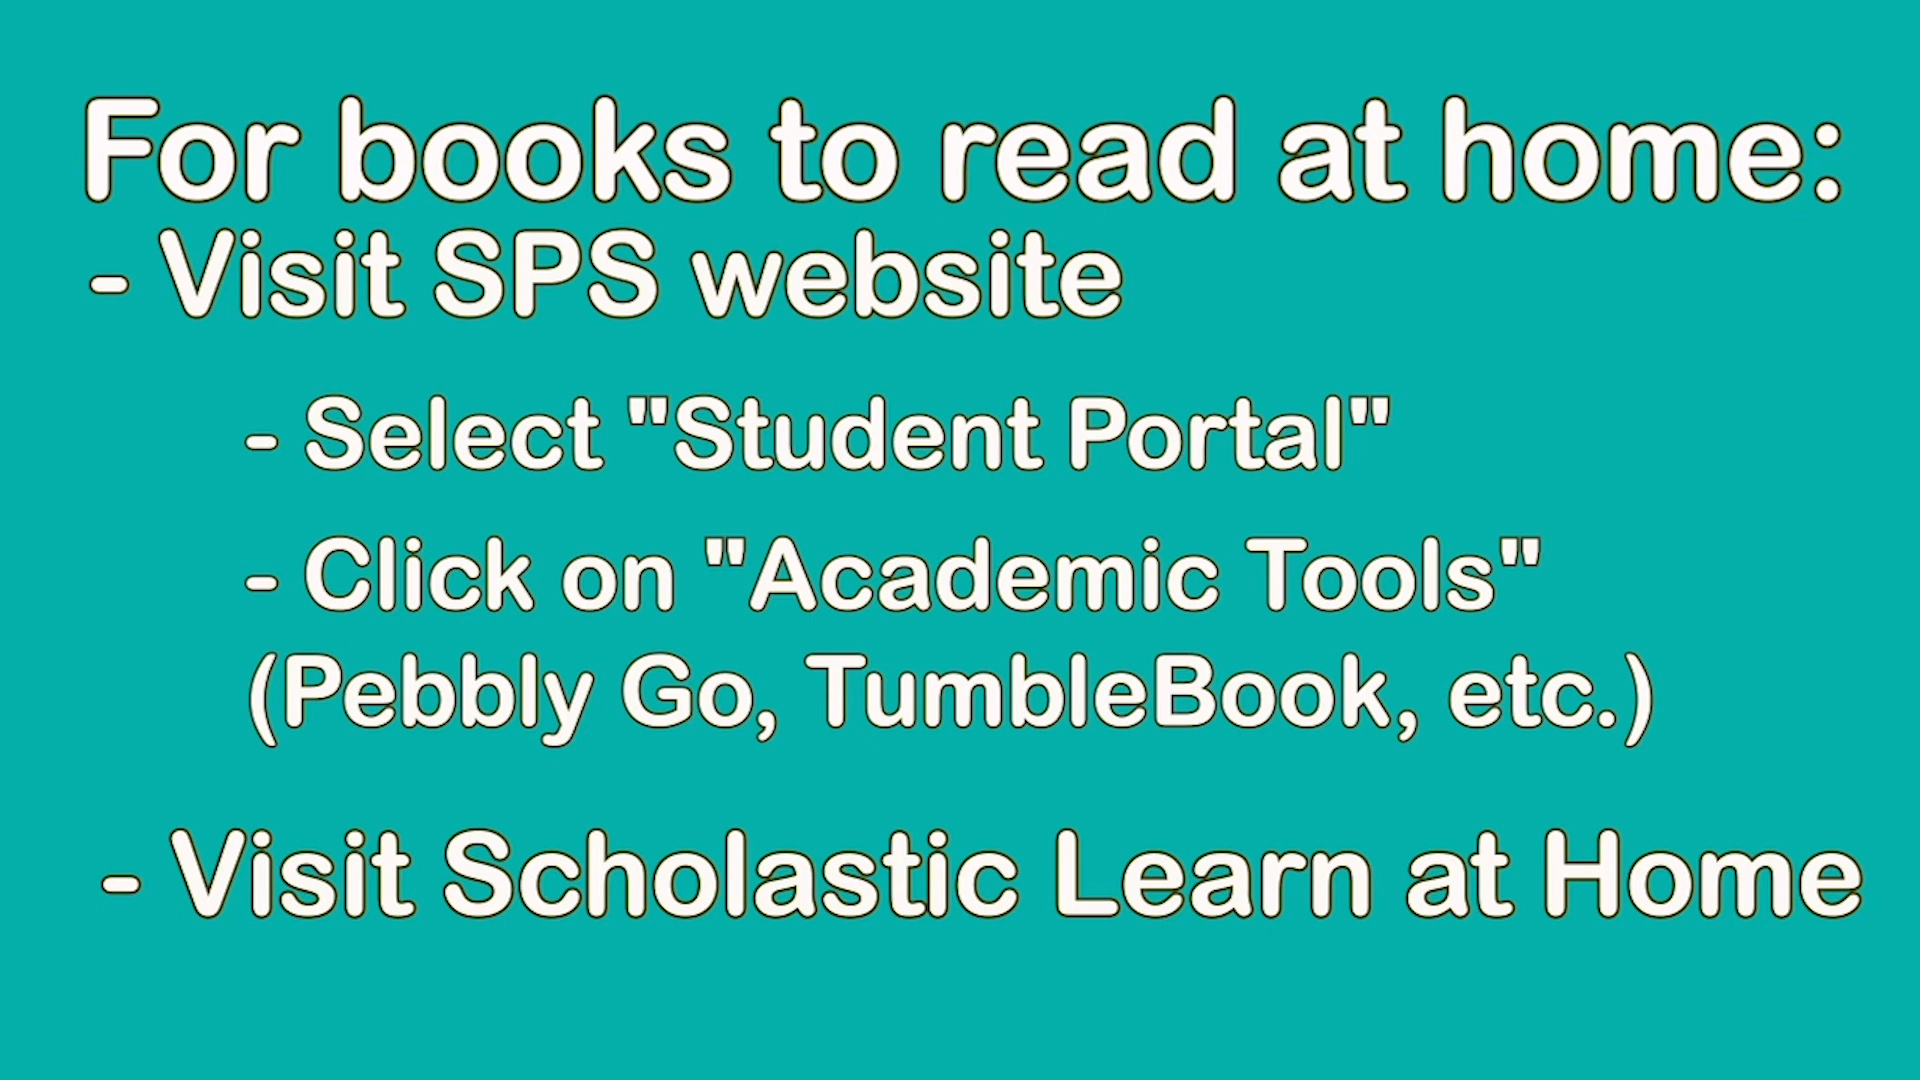 For books to read at home:
- Visit SPS website
- Select "Student Portal"
- Click on "Academic Tools"
(Pebbly Go, TumbleBook, etc.)
- Visit Scholastic Learn at Home